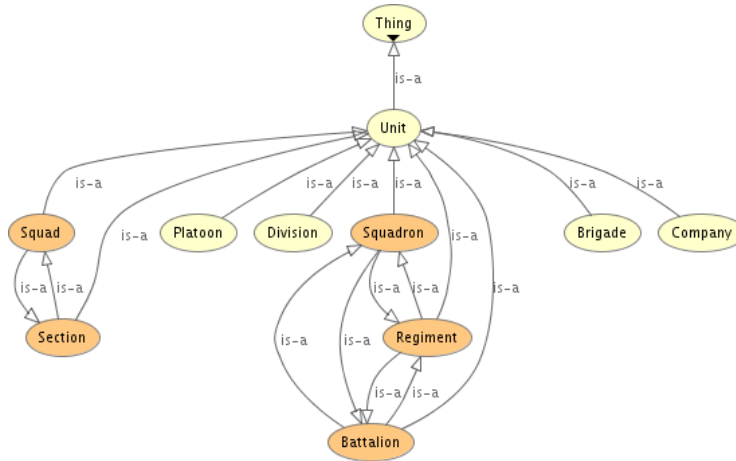 Thing
is-a
Unit
is-a is-a is-a is-a is-a is-a
is-a is-a
Squad Platoon Division Squadron Brigade Company
is-a is-a is-a is-a is-a
Section Regiment
is-a is-a
is-a is-a
Battalion